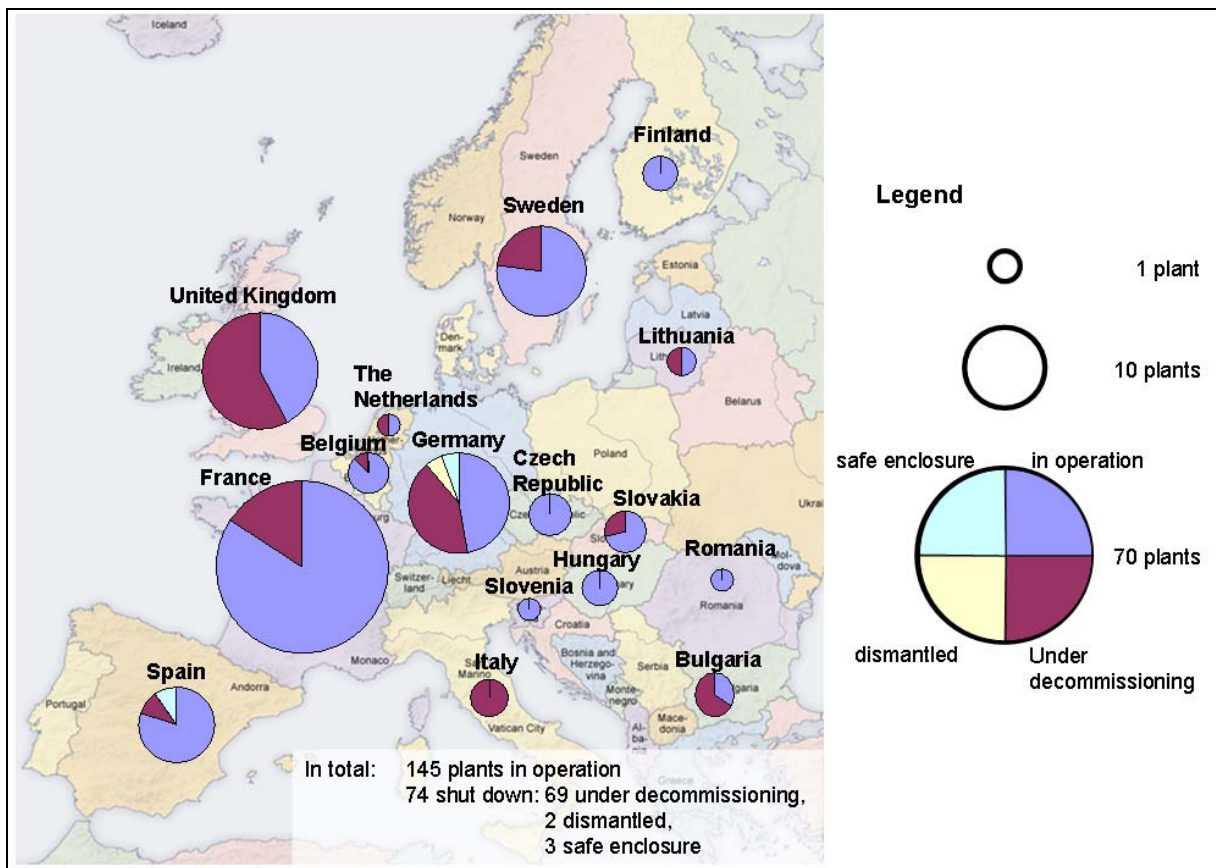 Iceland
Finland
Sweden
Sweden
Norway
United Kingdom
Estonia
Latvia
Lithuania
Den-
mark
Ireland
The
Netherlands
Belarus
Belgium
Germany
Poland
Czech
Republic
France
Slovakia
Ukrai
Hungary
Romania
Mol-
dova
Austria
Switzer-
land
Liecht.
Slovenia
Romania
Croatia
Bosnia and
Herzego-
vina
Serbia
Monaco
Spain
Andorra
Italy
San
Marino
Bulgaria
Portugal
Monte-
negro
Vatican City
Mace-
donia
Al-
ba-
nia
Greece
In total: 145 plants in operation
74 shut down: 69 under decommissioning,
2 dismantled,
3 safe enclosure
Legend
1 plant
10 plants
safe enclosure
in operation
70 plants
dismantled
Under
decommissioning